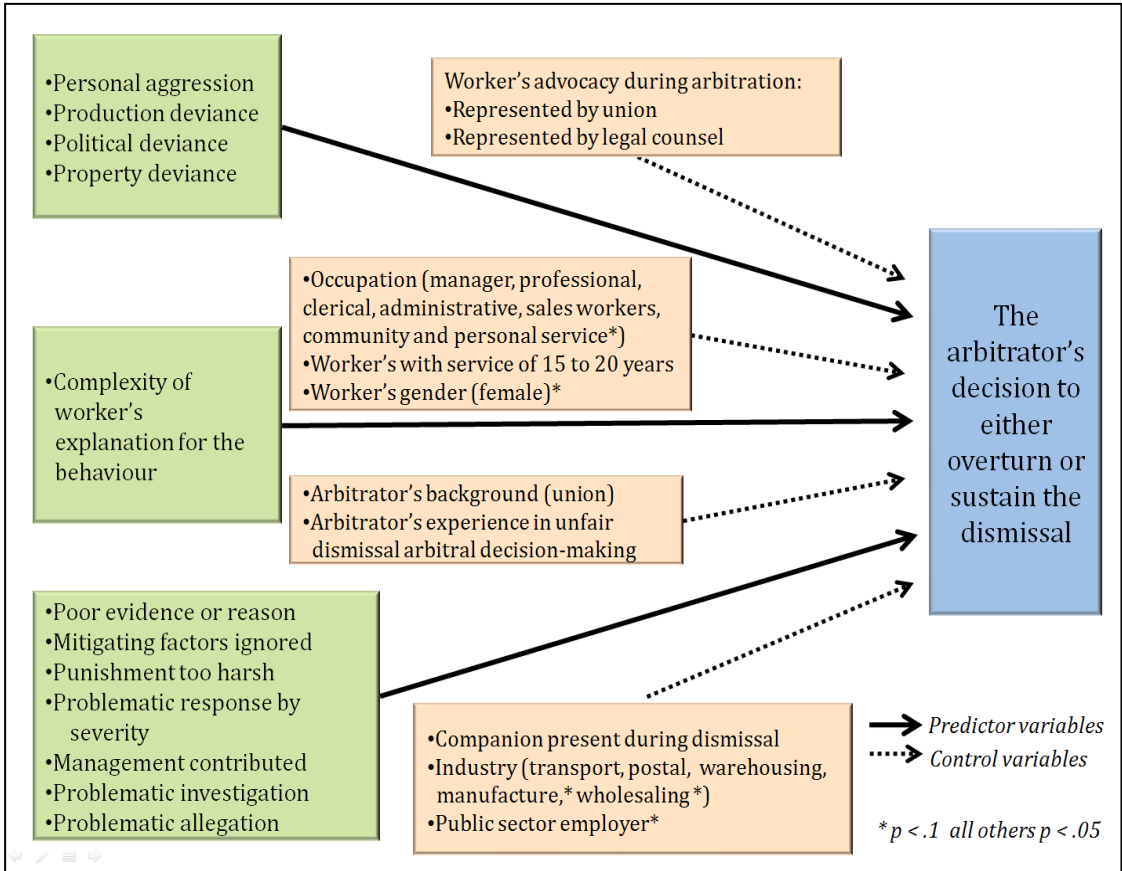 •Personal aggression
•Production deviance
•Political deviance
•Property deviance
Worker's advocacy during arbitration:
•Represented by union
•Represented by legal counsel
•Occupation (manager, professional,
clerical, administrative, sales workers,
community and personal service*)
•Worker's with service of 15 to 20 years
•Worker's gender (female)*
•Complexity of
worker's
explanation for the
behaviour
•Arbitrator's background (union)
•Arbitrator's experience in unfair
dismissal arbitral decision-making
The
arbitrator's
decision to
either
overturn or
sustain the
dismissal
•Poor evidence or reason
•Mitigating factors ignored
•Punishment too harsh
•Problematic response by
severity
•Management contributed
•Problematic investigation
•Problematic allegation
•Companion present during dismissal
•Industry (transport, postal, warehousing,
manufacture,* wholesaling *)
•Public sector employer*
Predictor variables
Control variables
* p < .1 all others p < .05